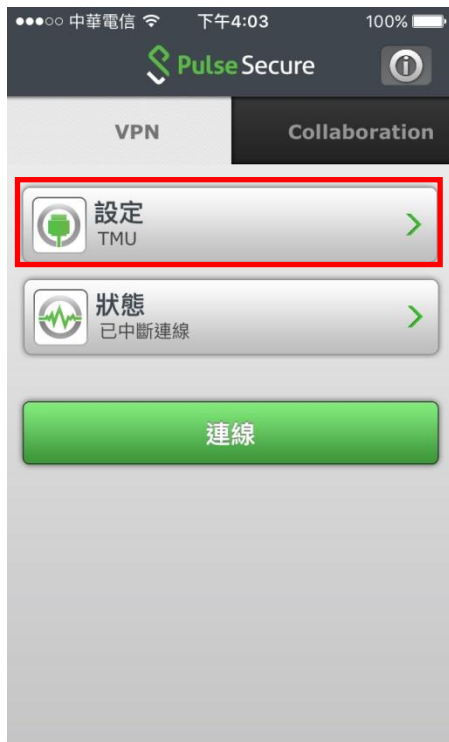 中華電信 下午4:03 100%
Pulse Secure
VPN Collaboration
設定
TMU
狀態
已中斷連線
連線